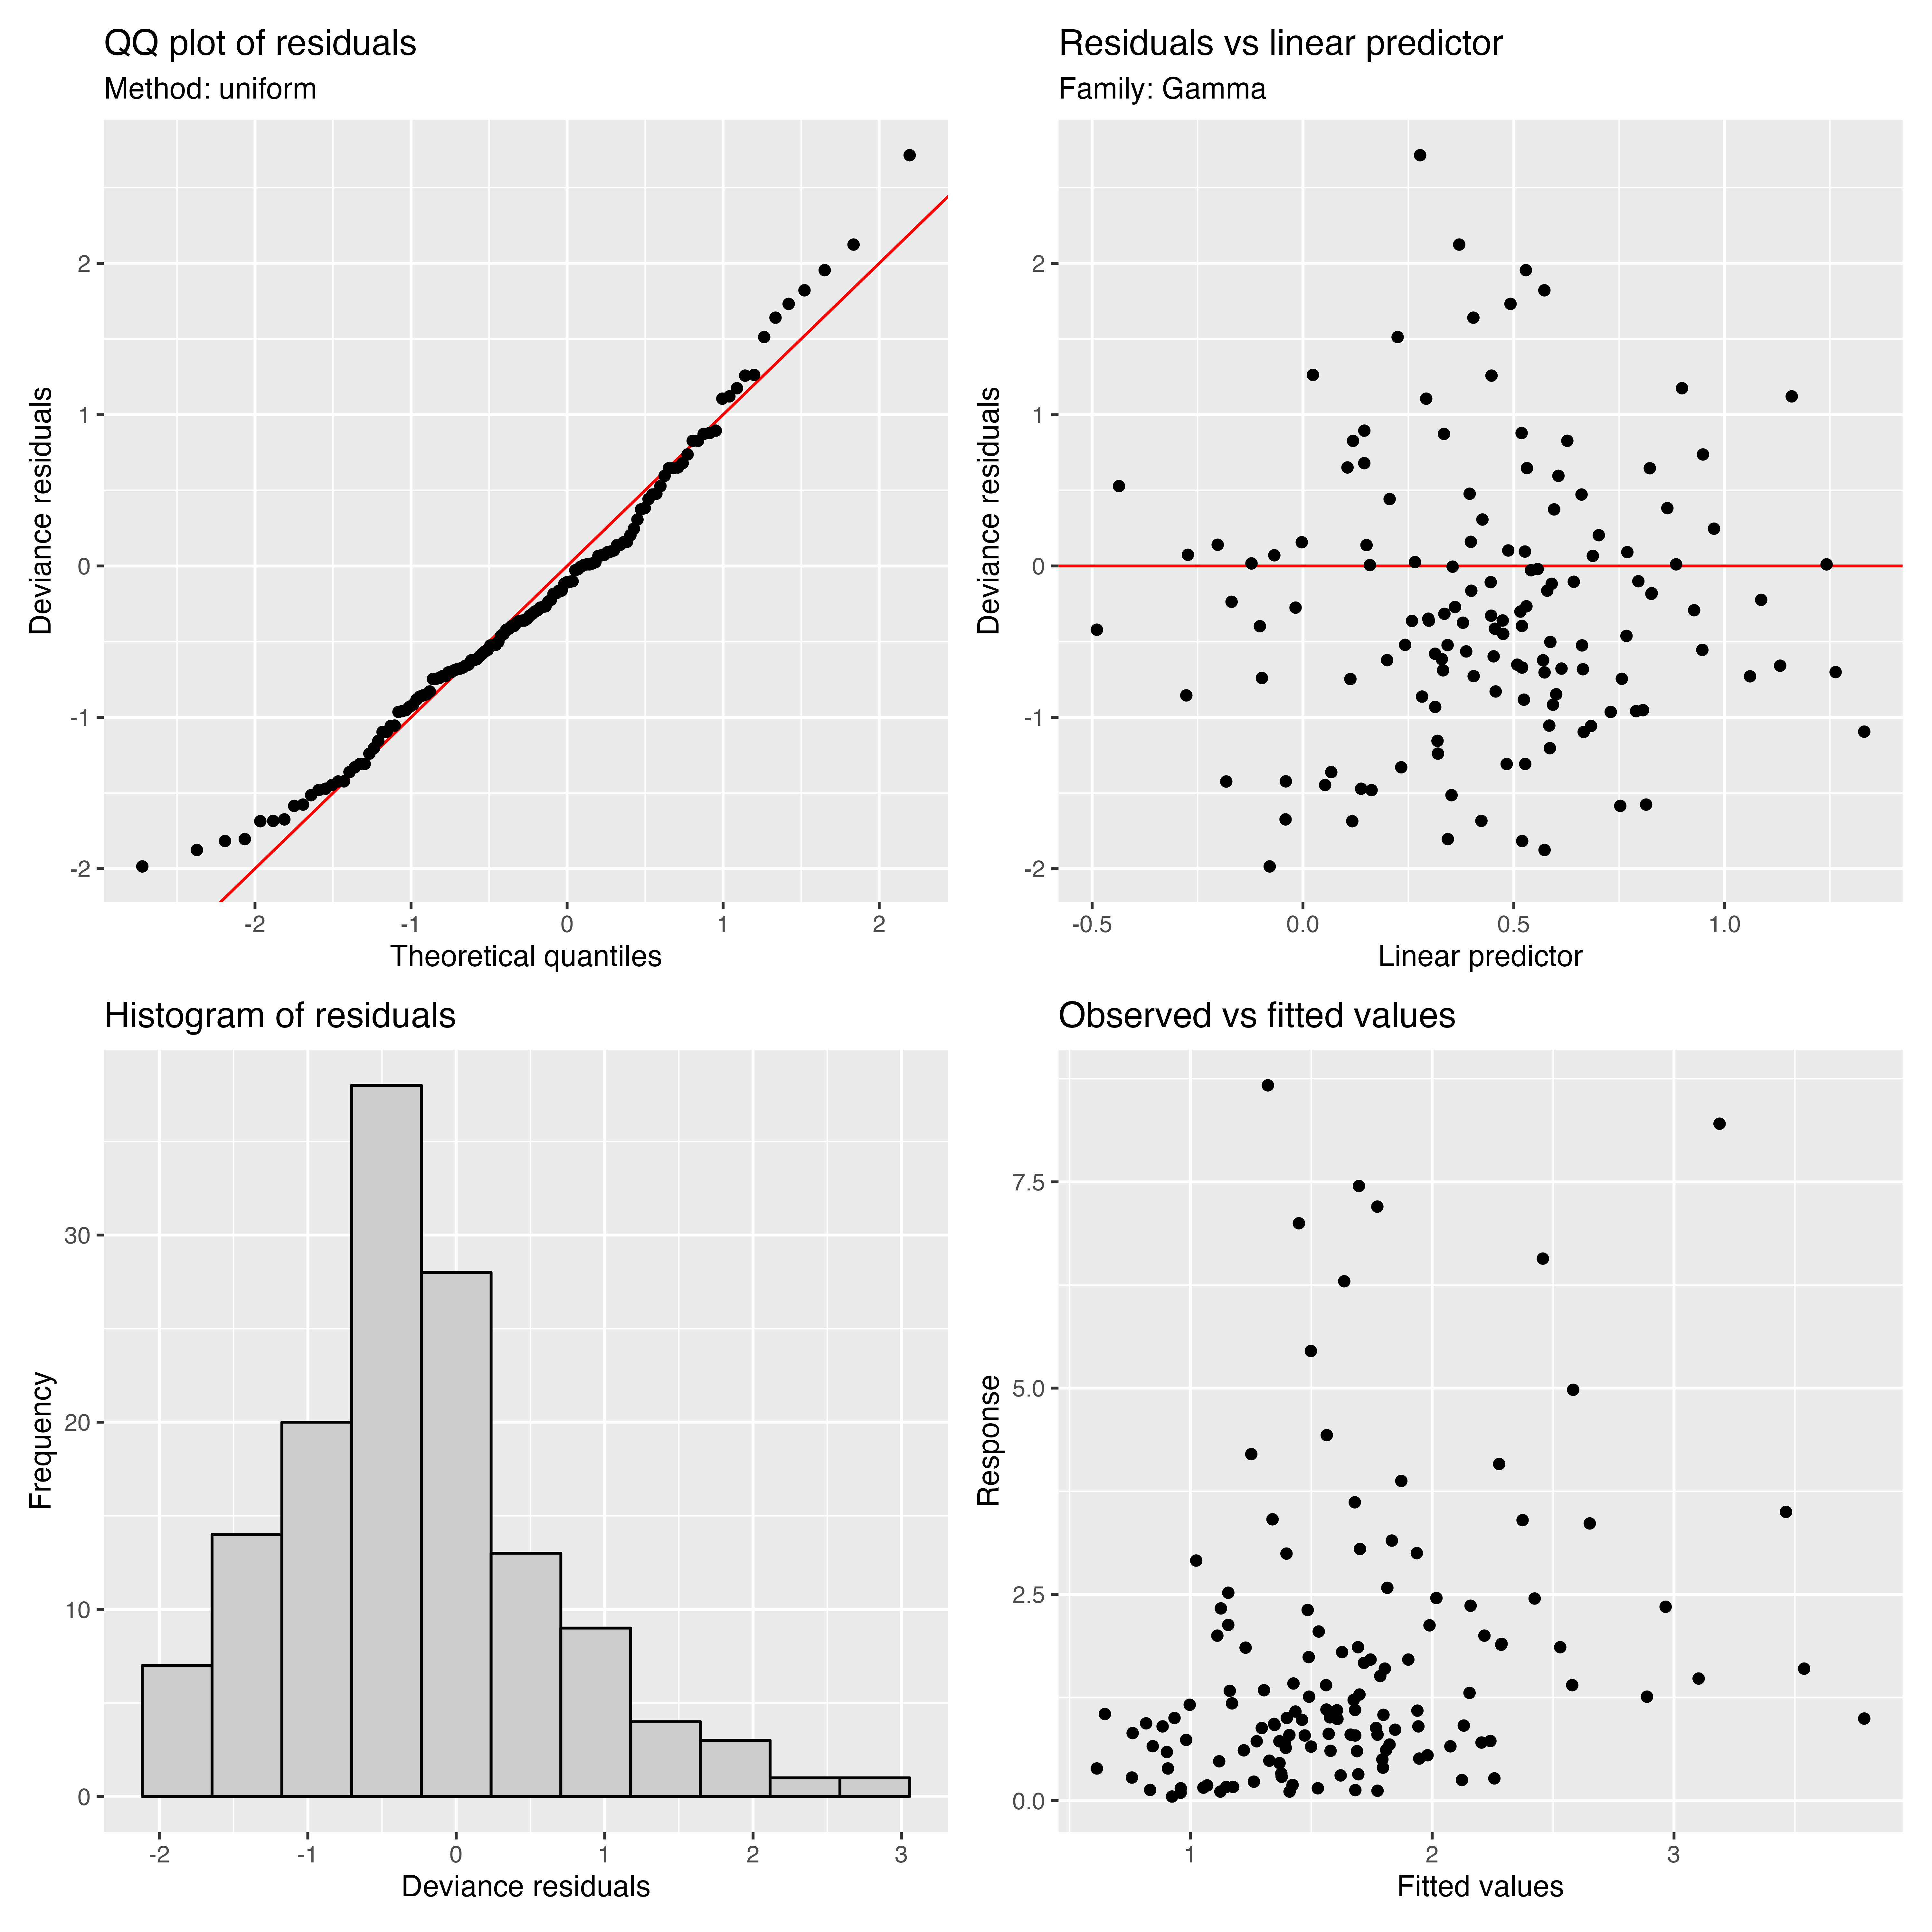 QQ plot of residuals
Method: uniform
Deviance residuals
2
1
0
-1
-2
-2
-1
0
1
2
Theoretical quantiles
Residuals vs linear predictor
Family: Gamma
Deviance residuals
2
1
0
-1
-2
-0.5
0.0
0.5
1.0
Linear predictor
Histogram of residuals
Frequency
30
20
10
0
-2
-1
0
1
2
3
Deviance residuals
Observed vs fitted values
Response
7.5
5.0
2.5
0.0
1
2
3
Fitted values